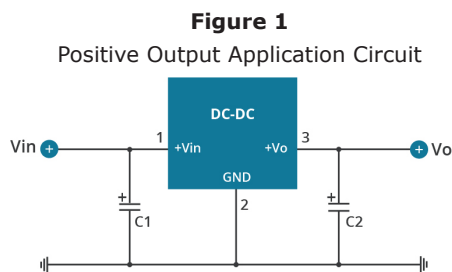 Figure 1
Positive Output Application Circuit
DC-DC
1
3
Vin +
+Vin
+Vo
+ Vo
GND
2
+
C1
+
C2